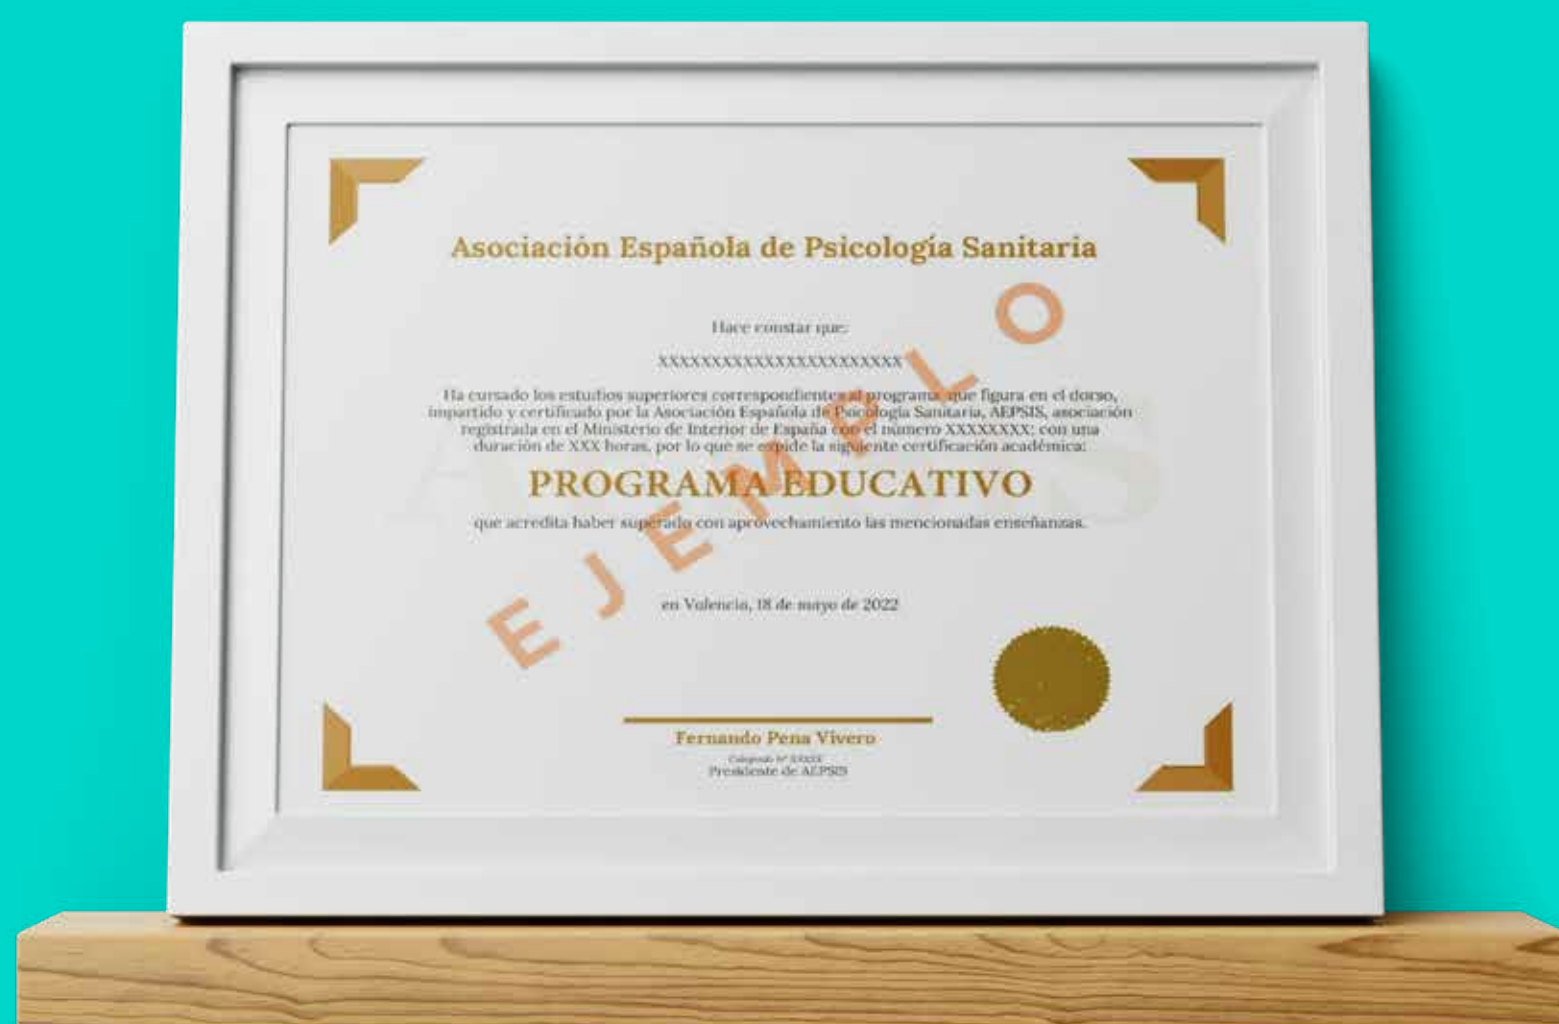 Asociación Española de Psicología Sanitaria
Hace constar que:
XXXXXXXXXXXXXXXXXXXXXXX
Ha cursado los estudios superiores correspondientes al programa, que figura en el dorso,
impartido y certificado por la Asociación Española de Psicología Sanitaria, AEPSIS, asociación
registrada en el Ministerio de Interior de España con el número XXXXXXXX; con una
duración de XXX horas, por lo que se expide la siguiente certificación académica:
PROGRAMA EDUCATIVO
que acredita haber superado con aprovechamiento las mencionadas enseñanzas.
EJEMPLO
en Valencia, 18 de mayo de 2022
Fernando Pena Vivero
Colegiado Nº XXXXX
Presidente de AEPSIS